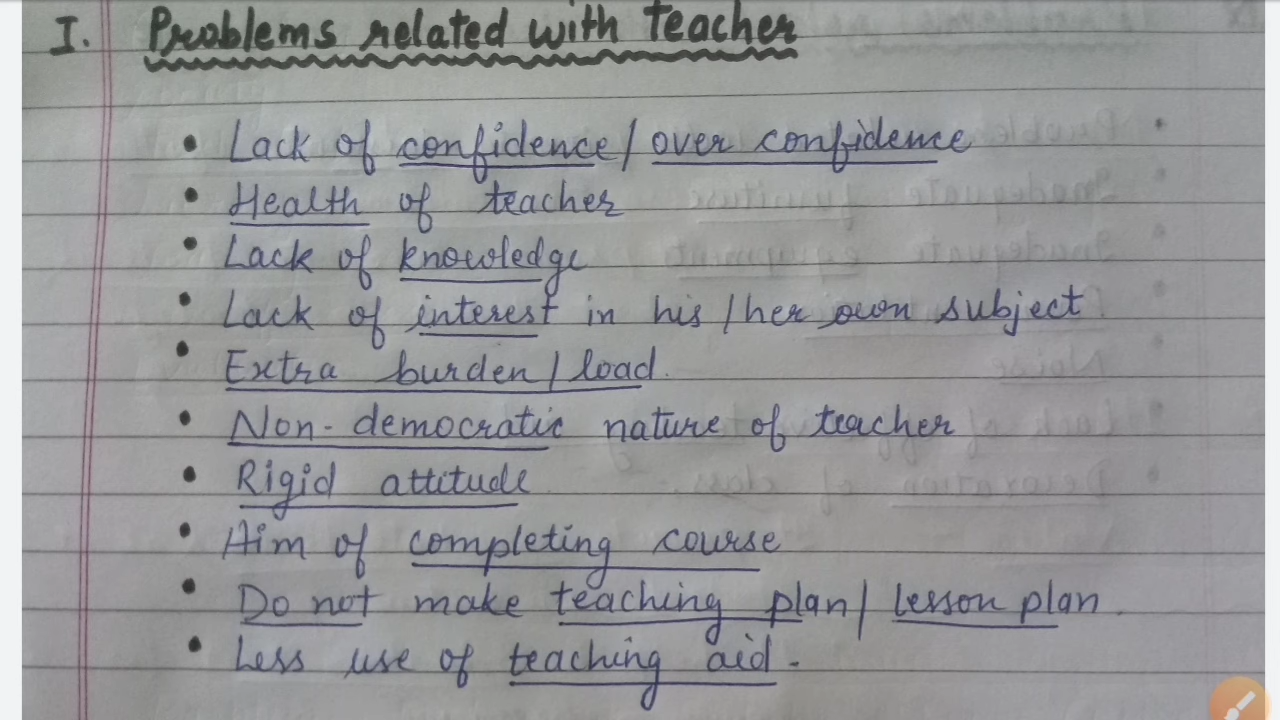 I. Problems related with teacher
• Lack of confidence / over confidence
• Health of teacher
• Lack of knowledge
• Lack of interest in his / her own subject
• Extra burden / load.
• Non-democratic nature of teacher
• Rigid attitude
• Aim of completing course
• Do not make teaching plan / lesson plan.
• Less use of teaching aid.